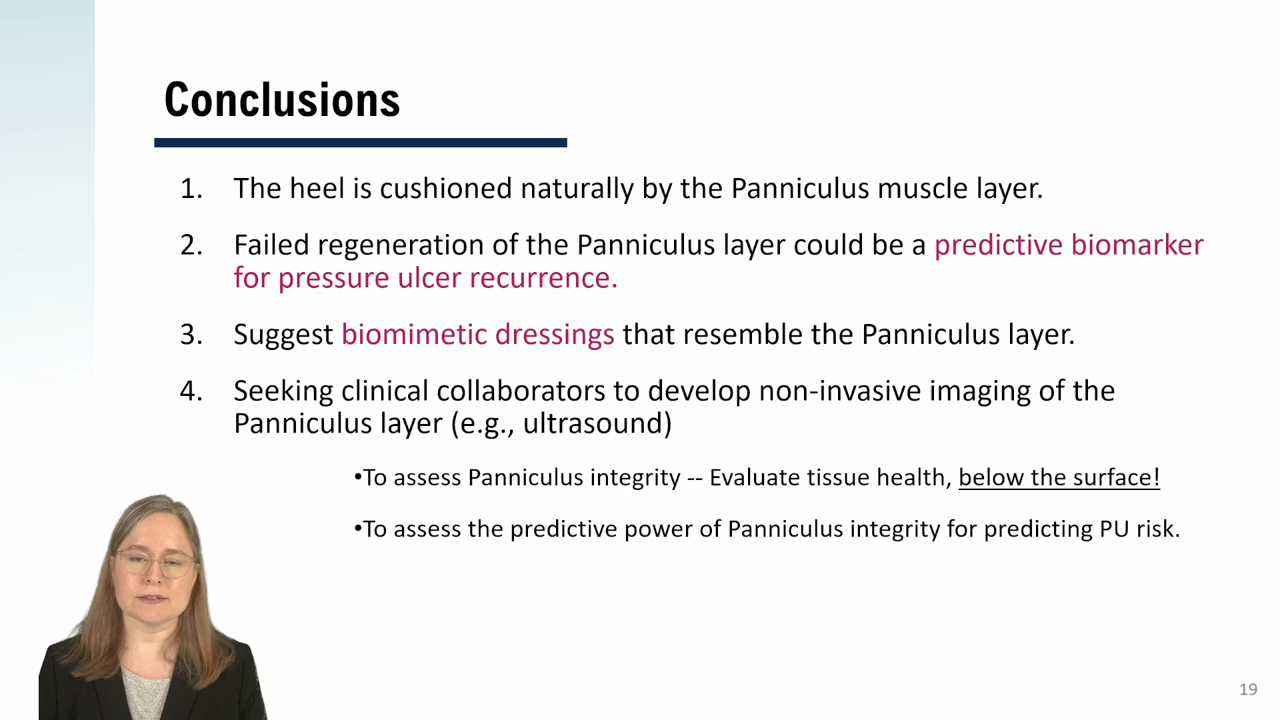 Conclusions
1. The heel is cushioned naturally by the Panniculus muscle layer.
2. Failed regeneration of the Panniculus layer could be a predictive biomarker
for pressure ulcer recurrence.
3. Suggest biomimetic dressings that resemble the Panniculus layer.
4. Seeking clinical collaborators to develop non-invasive imaging of the
Panniculus layer (e.g., ultrasound)
•To assess Panniculus integrity -- Evaluate tissue health, below the surface!
•To assess the predictive power of Panniculus integrity for predicting PU risk.
19